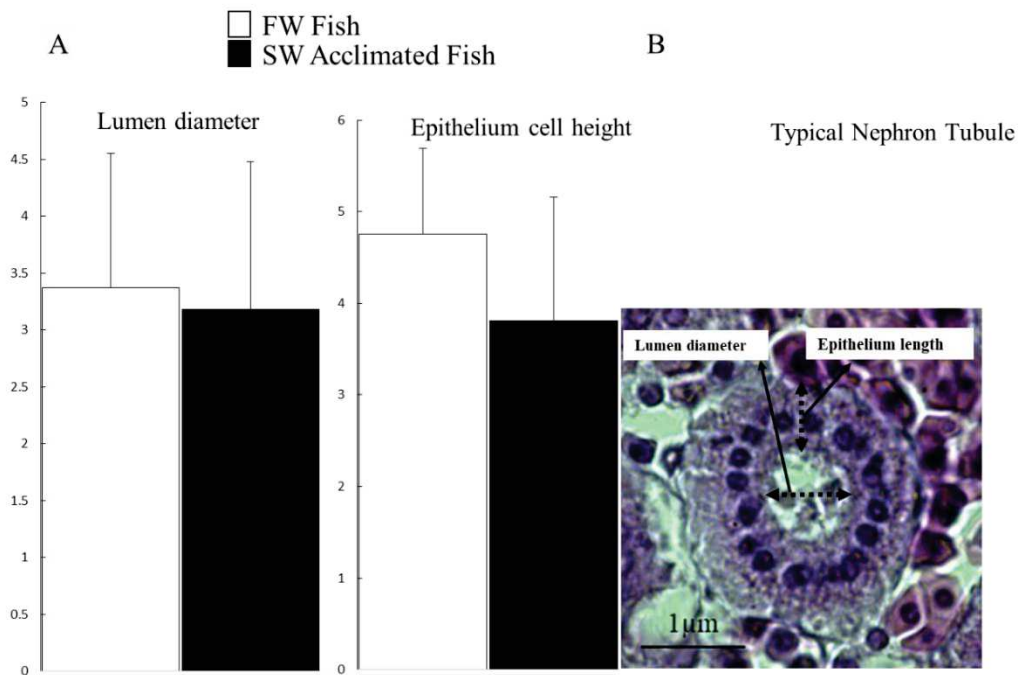 A
FW Fish
SW Acclimated Fish
B
Lumen diameter
5
4.5
4
3.5
3
2.5
2
1.5
1
0.5
0
Epithelium cell height
6
5
4
3
2
1
0
Typical Nephron Tubule
Lumen diameter
Epithelium length
1µm